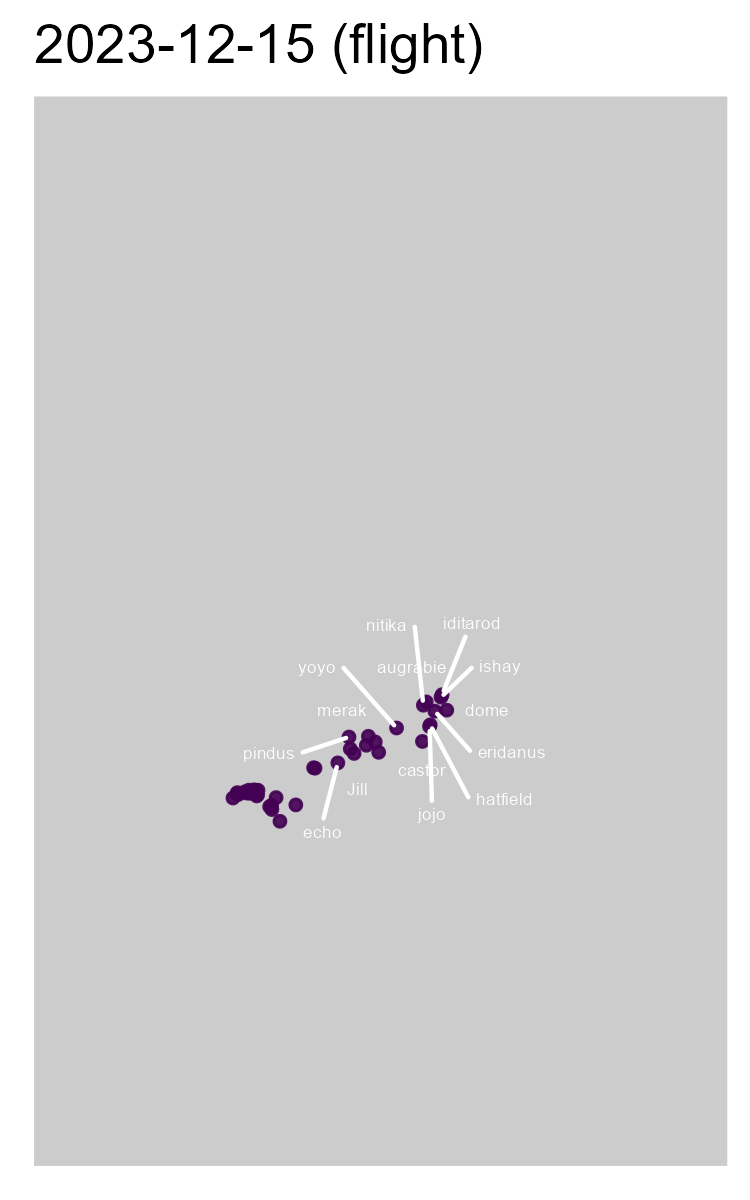 2023-12-15 (flight)
nitika
iditarod
yoyo
augrabie
ishay
merak
dome
pindus
eridanus
castor
Jill
hatfield
jojo
echo